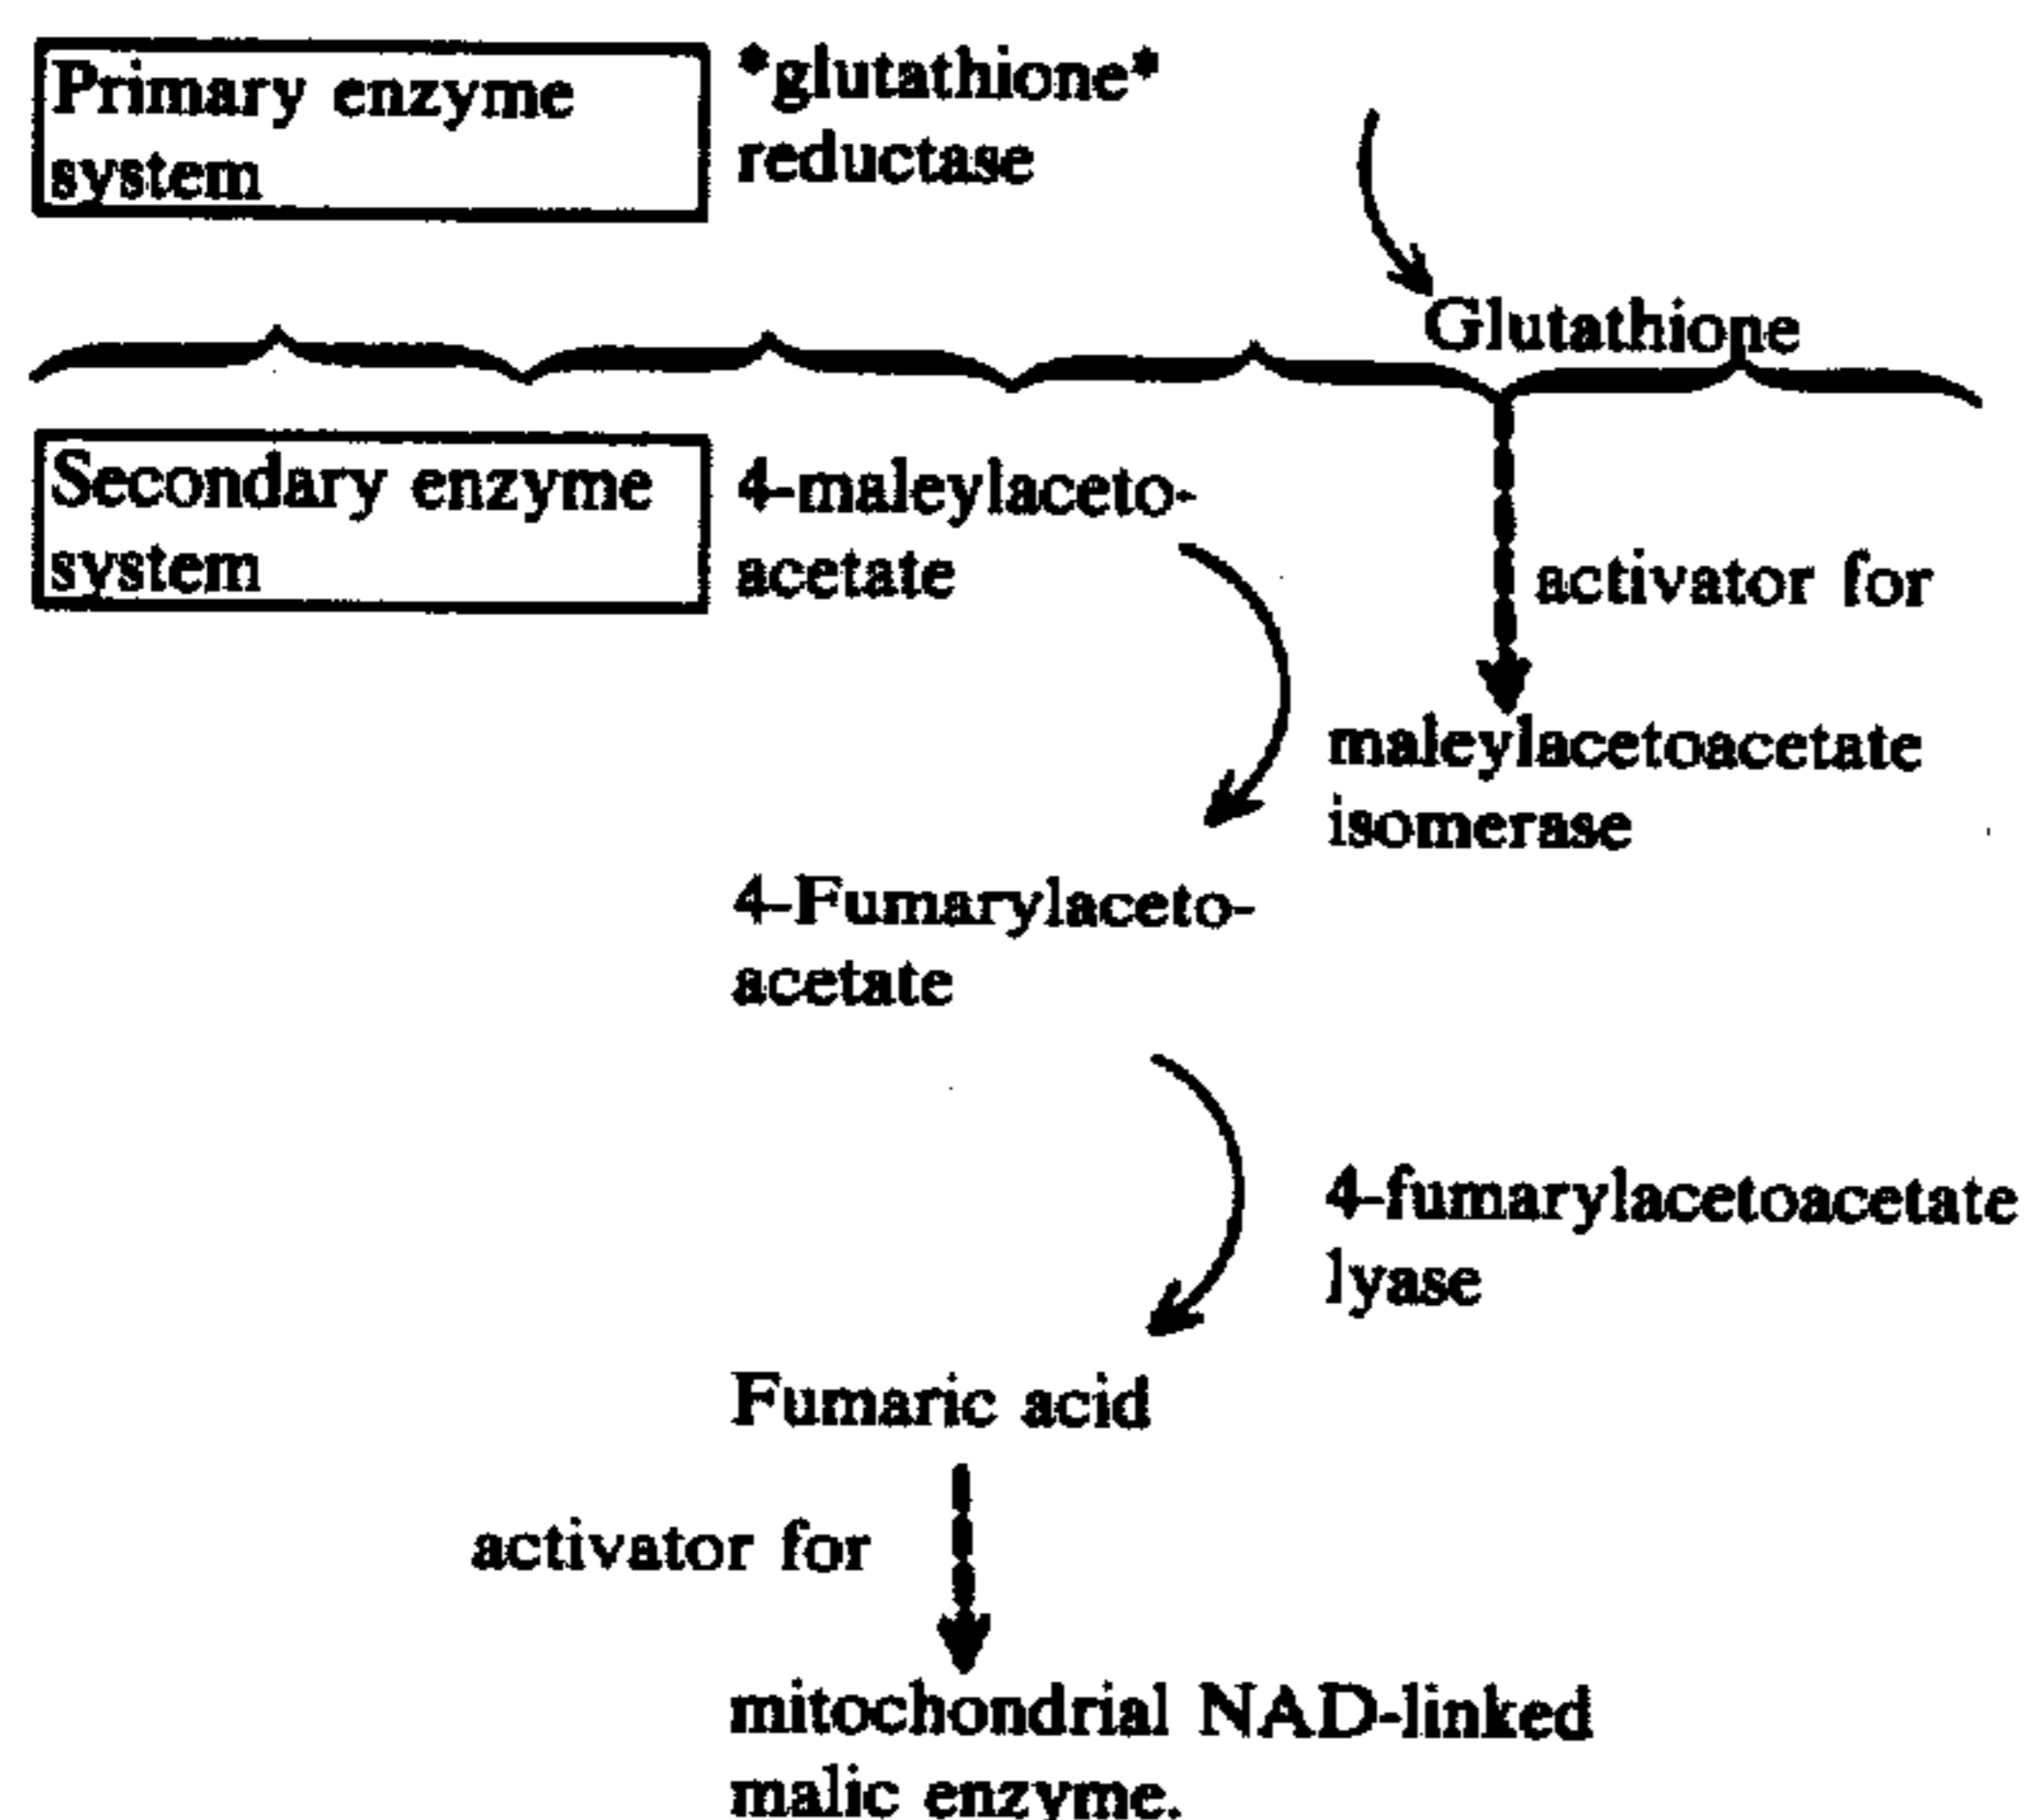 Primary enzyme
system
*glutathione*
reductase
Glutathione
Secondary enzyme
system
4-maleylaceto-
acetate
activator for
maleylacetoacetate
isomerase
4-Fumarylaceto-
acetate
4-fumarylacetoacetate
lyase
Fumaric acid
activator for
mitochondrial NAD-linked
malic enzyme.